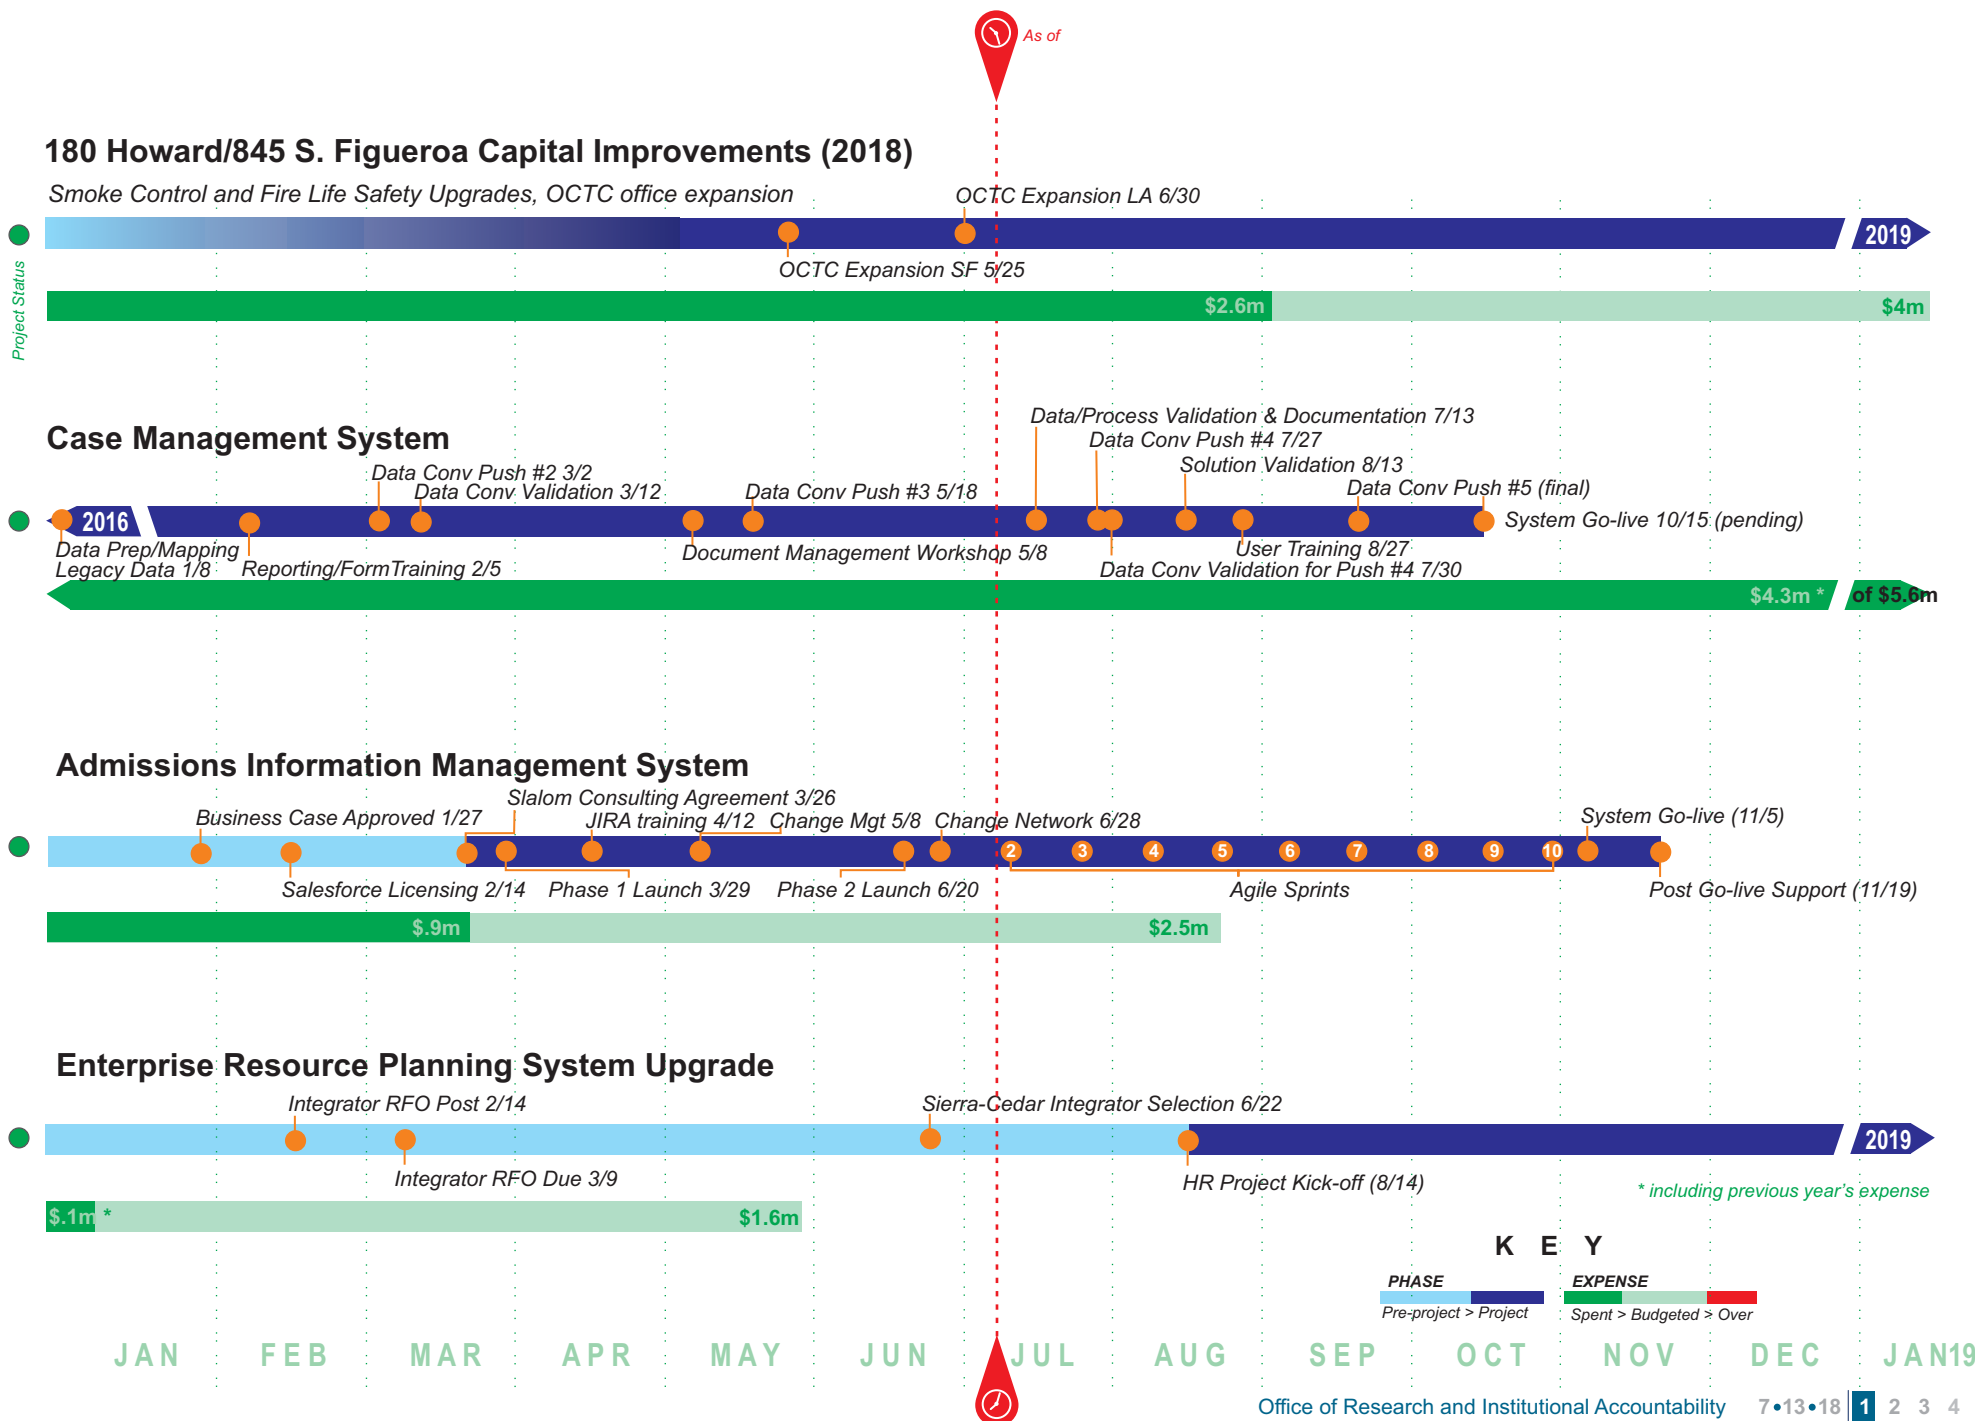 As of
180 Howard/845 S. Figueroa Capital Improvements (2018)
Smoke Control and Fire Life Safety Upgrades, OCTC office expansion
OCTC Expansion LA 6/30
2019
OCTC Expansion SF 5/25
Project Status
$2.6m
$4m
Data/Process Validation & Documentation 7/13
Case Management System
Data Conv Push #4 7/27
Data Conv Push #2 3/2
Solution Validation 8/13
Data Conv Validation 3/12
Data Conv Push #3 5/18
Data Conv Push #5 (final)
2016
System Go-live 10/15 (pending)
Data Prep/Mapping
Legacy Data 1/8
Reporting/FormTraining 2/5
Document Management Workshop 5/8
User Training 8/27
Data Conv Validation for Push #4 7/30
$4.3m *
of $5.6m
Admissions Information Management System
Slalom Consulting Agreement 3/26
Business Case Approved 1/27
JIRA training 4/12
Change Mgt 5/8
Change Network 6/28
System Go-live (11/5)
2 3 4 5 6 7 8 9 10
Salesforce Licensing 2/14
Phase 1 Launch 3/29
Phase 2 Launch 6/20
Agile Sprints
Post Go-live Support (11/19)
$.9m
$2.5m
Enterprise Resource Planning System Upgrade
Integrator RFO Post 2/14
Sierra-Cedar Integrator Selection 6/22
2019
Integrator RFO Due 3/9
HR Project Kick-off (8/14)
* including previous year's expense
$.1m *
$1.6m
KEY
PHASE
EXPENSE
Pre-project > Project
Spent > Budgeted > Over
JAN FEB MAR APR MAY JUN JUL AUG SEP OCT NOV DEC JAN19
Office of Research and Institutional Accountability 7•13•18 1 2 3 4